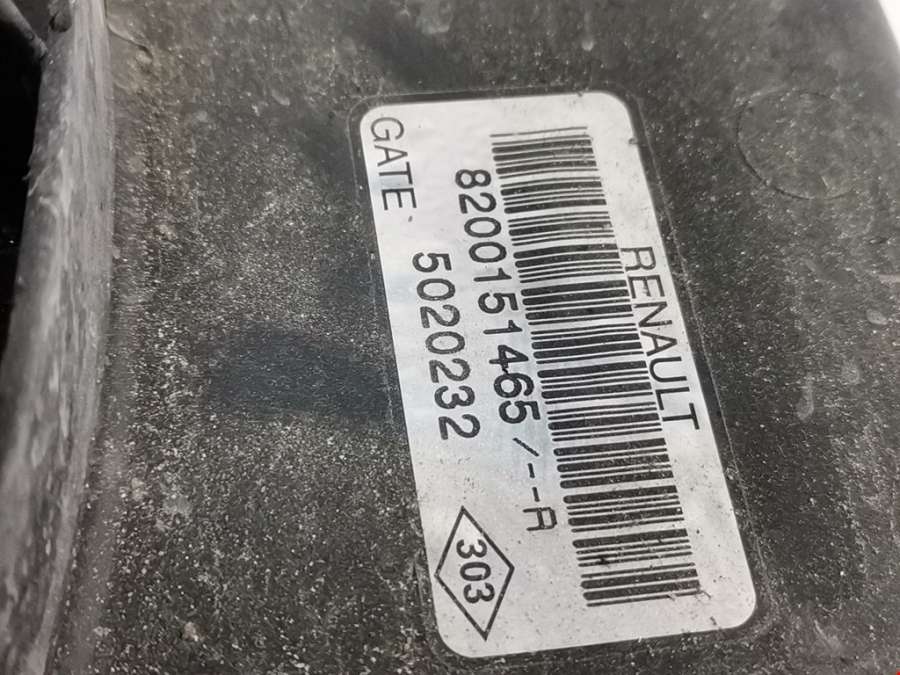 RENAULT
8200151465/--A
GATE 5020232
303